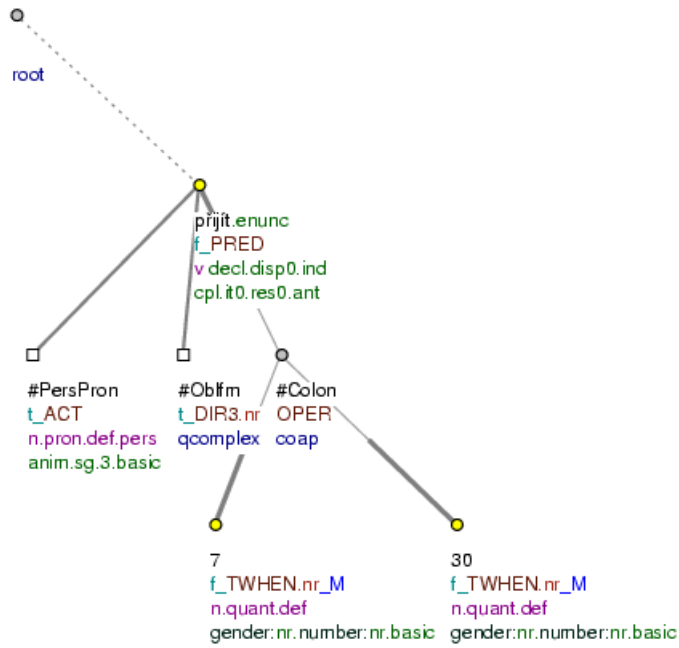 root
přijít.enunc
f_PRED
v decl.disp0.ind
cpl.it0.res0.ant
#PersPron
t_ACT
n.pron.def.pers
anim.sg.3.basic
#Oblfm
t_DIR3.nr
qcomplex
#Colon
OPER
coap
7
f_TWHEN.nr_M
n.quant.def
gender:nr.number:nr.basic
30
f_TWHEN.nr_M
n.quant.def
gender:nr.number:nr.basic